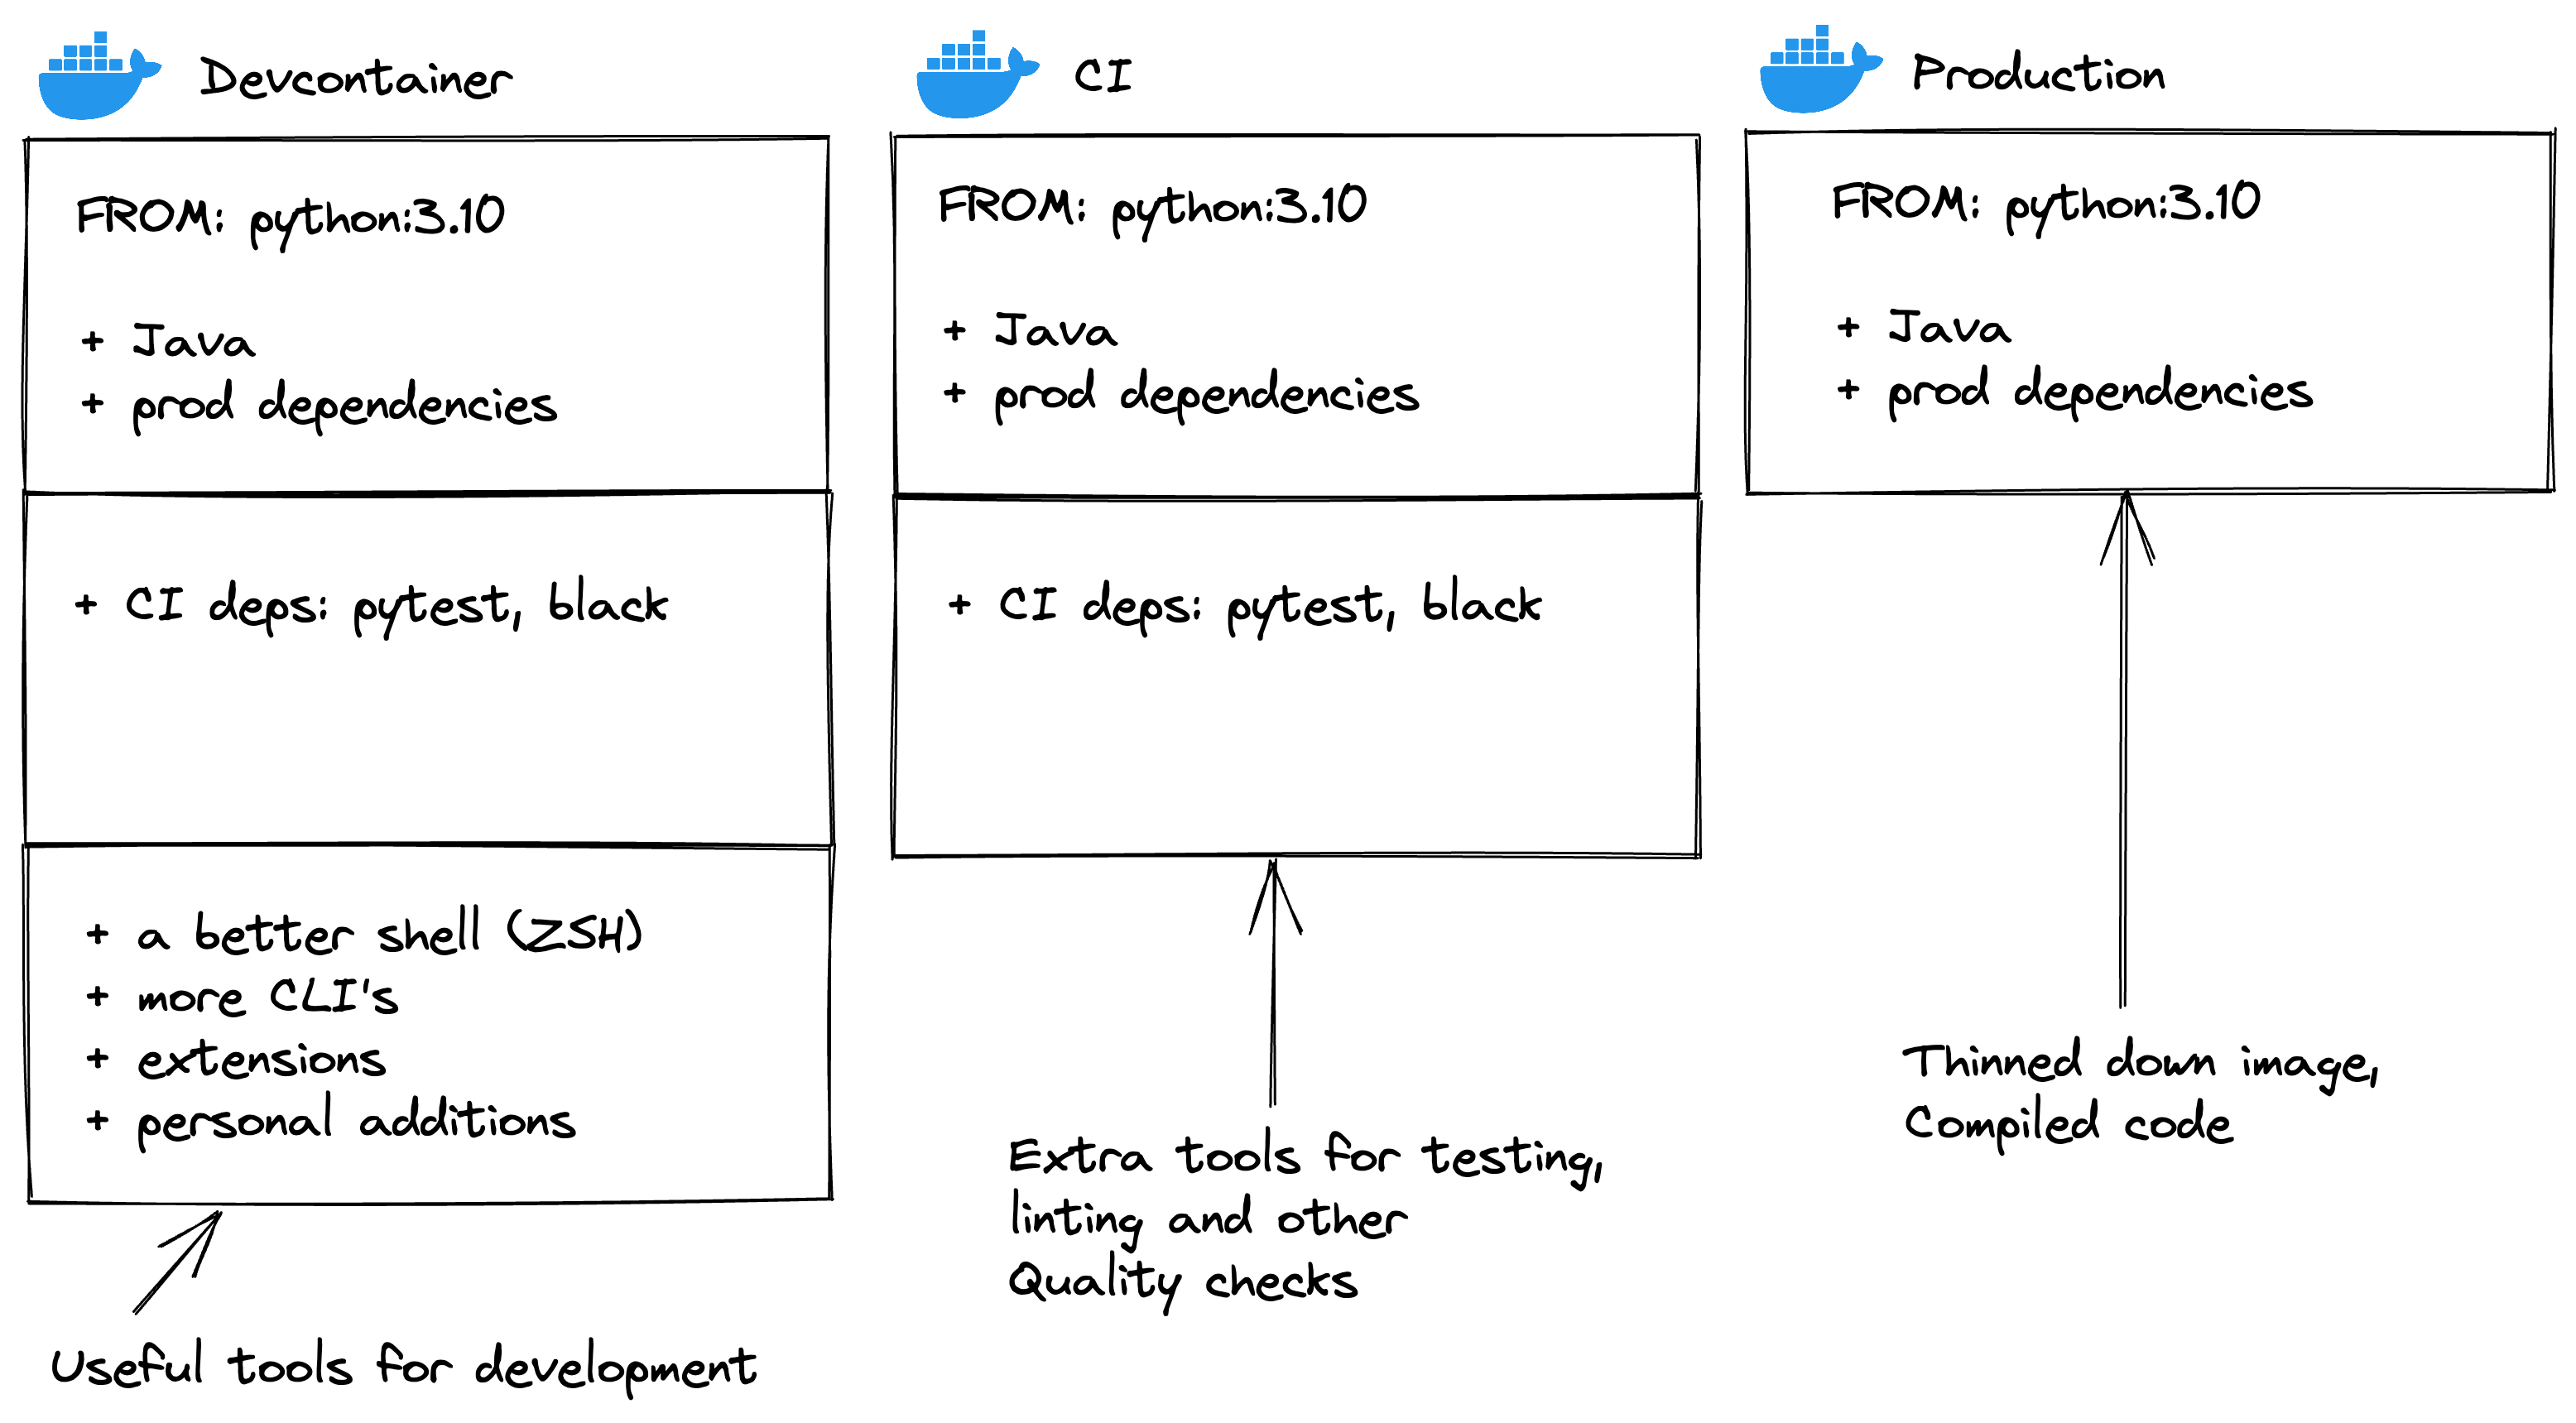 Devcontainer
FROM: python:3.10
+ Java
+ prod dependencies
+ CI deps: pytest, black
+ a better shell (ZSH)
+ more CLI's
+ extensions
+ personal additions
Useful tools for development
CI
FROM: python:3.10
+ Java
+ prod dependencies
+ CI deps: pytest, black
Extra tools for testing,
linting and other
Quality checks
Production
FROM: python:3.10
+ Java
+ prod dependencies
Thinned down image,
Compiled code